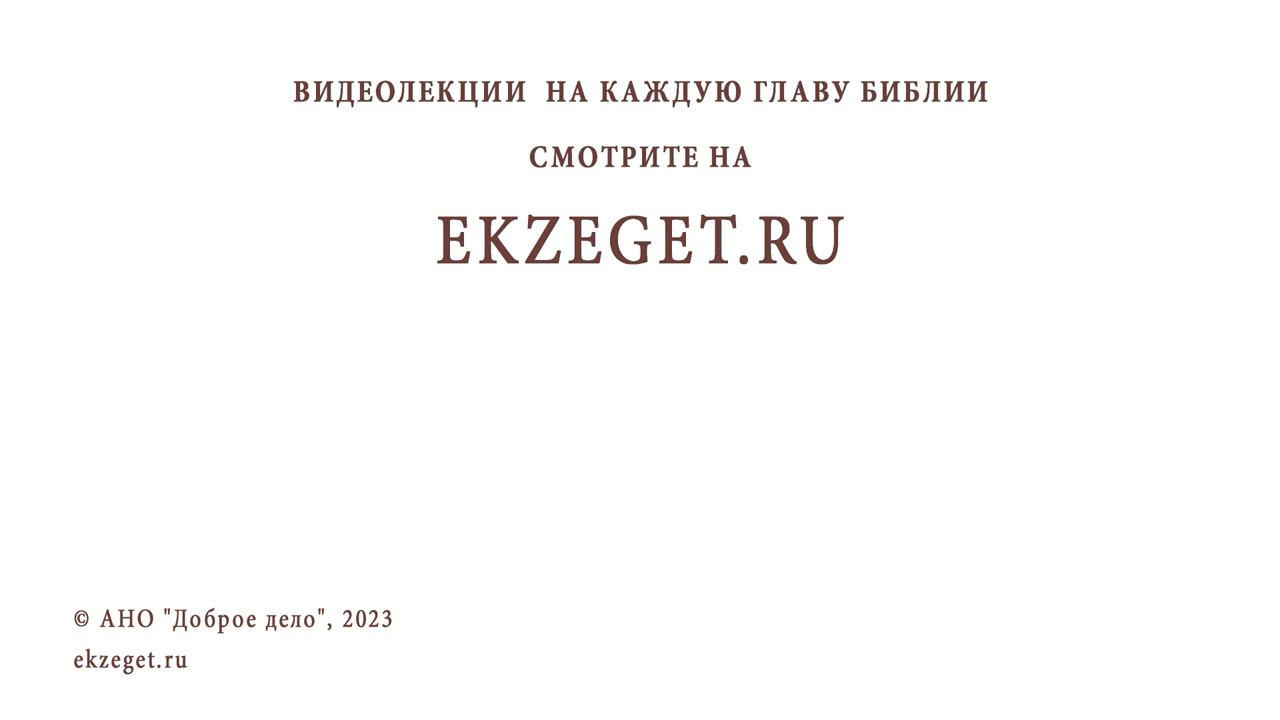 ВИДЕОЛЕКЦИИ НА КАЖДУЮ ГЛАВУ БИБЛИИ
СМОТРИТЕ НА
EKZEGET.RU
© АНО "Доброе дело", 2023
ekzeget.ru